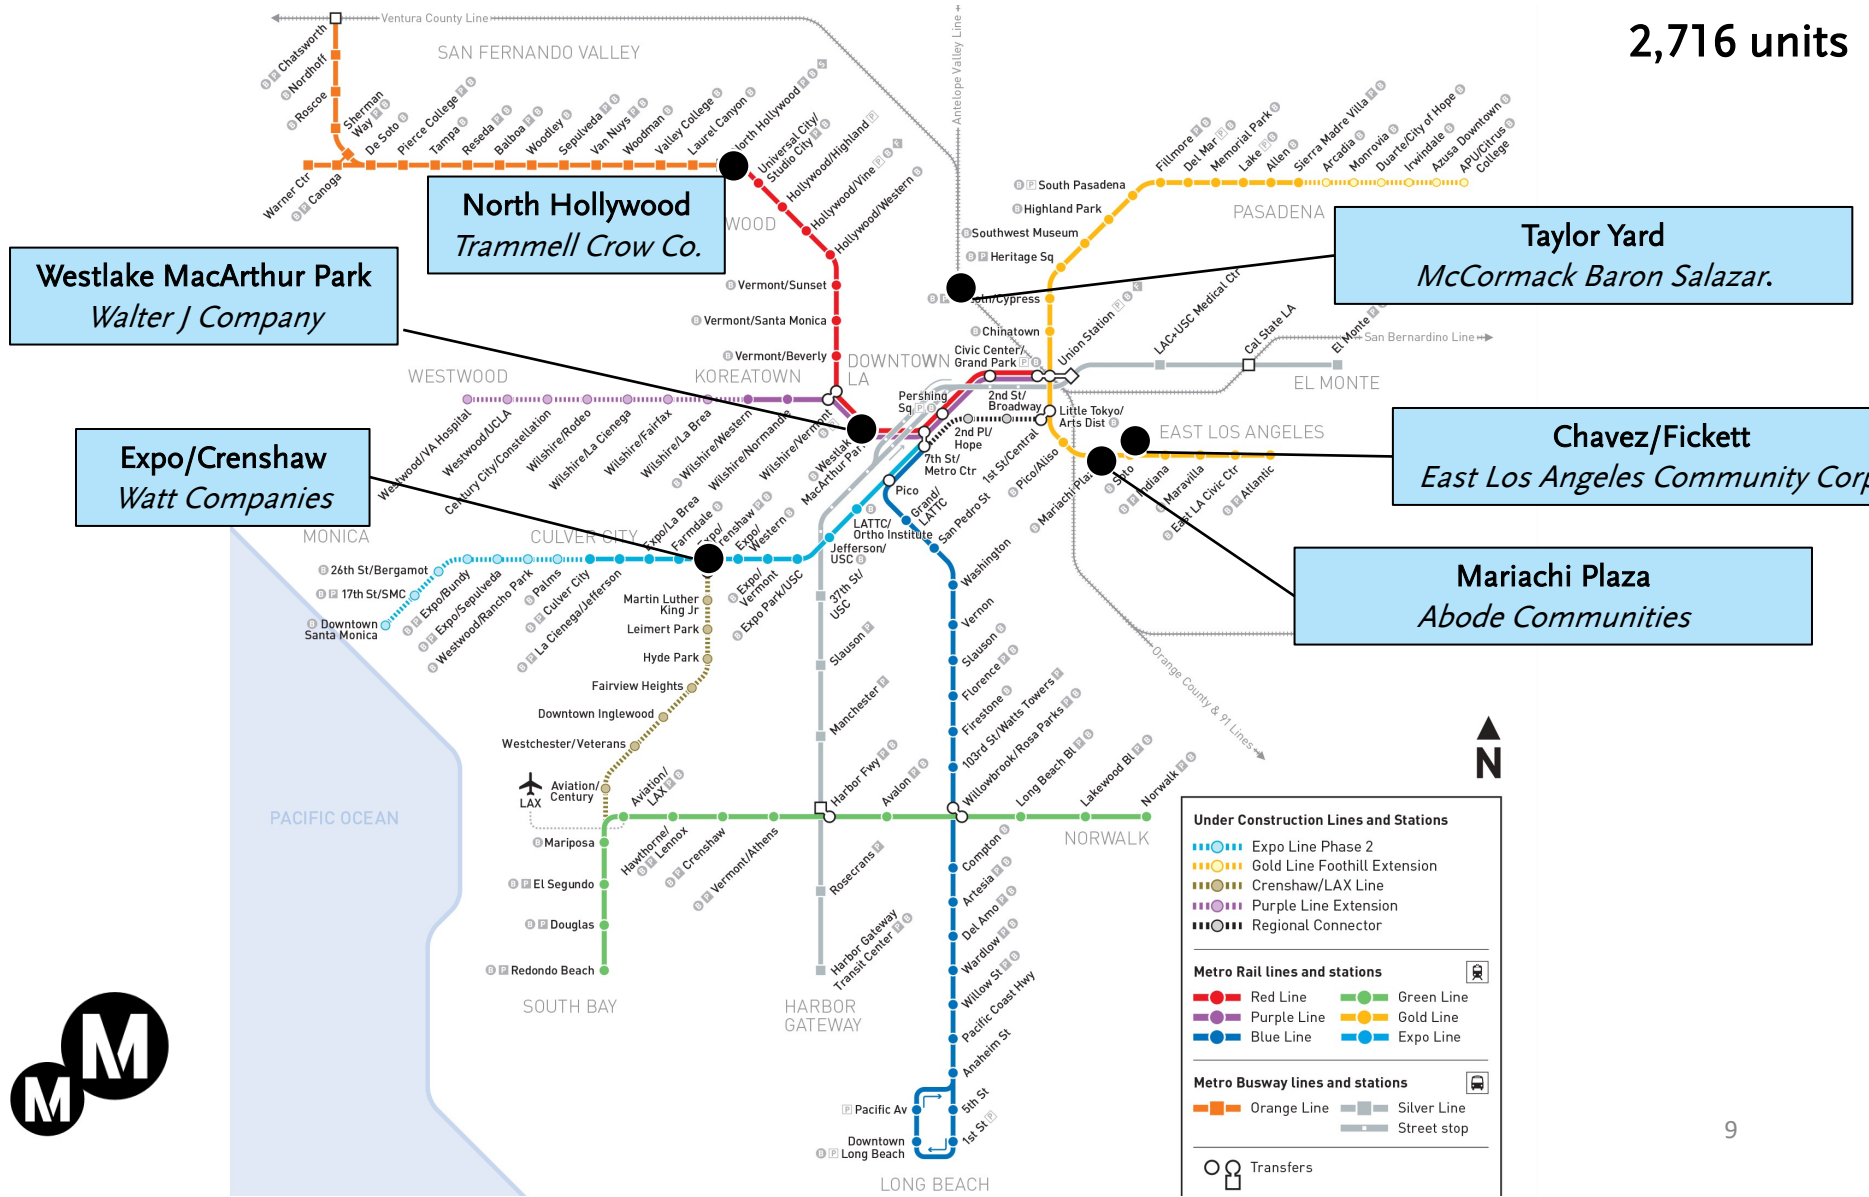 2,716 units
Ventura County Line
Antelope Valley Line
SAN FERNANDO VALLEY
Chatsworth
Nordhoff
Roscoe
Sherman
Way
De Soto
Pierce College
Tampa
Reseda
Balboa
Woodley
Sepulveda
Van Nuys
Woodman
Valley College
Laurel Canyon
North Hollywood
Universal City/
Studio City
Hollywood/Highland
Hollywood/Vine
Hollywood/Western
Warner Ctr
Canoga
North Hollywood
Trammell Crow Co.
WOOD
Westlake MacArthur Park
Walter J Company
Vermont/Sunset
Vermont/Santa Monica
Vermont/Beverly
Fillmore
Del Mar
Memorial Park
Lake
Allen
Sierra Madre Villa
Arcadia
Monrovia
Duarte/City of Hope
Irwindale
Azusa Downtown
APU/Citrus
College
South Pasadena
Highland Park
Southwest Museum
Heritage Sq
PASADENA
Taylor Yard
McCormack Baron Salazar.
/Cypress
Chinatown
Union Station
LAC+USC Medical Ctr
Cal State LA
El Monte
San Bernardino Line
EL MONTE
WESTWOOD
KOREATOWN
DOWNTOWN
LA
Civic Center/
Grand Park
Pershing
Sq
2nd St/
Broadway
Little Tokyo/
Arts Dist
2nd Pl/
Hope
7th St/
Metro Ctr
1st St/Central
Pico/Aliso
Mariachi Plaza
Soto
Indiana
Maravilla
East LA Civic Ctr
Atlantic
EAST LOS ANGELES
Westwood/VA Hospital
Westwood/UCLA
Century City/Constellation
Wilshire/Rodeo
Wilshire/La Cienega
Wilshire/Fairfax
Wilshire/La Brea
Wilshire/Western
Wilshire/Normandie
Wilshire/Vermont
Westlake/
MacArthur Park
Chavez/Fickett
East Los Angeles Community Corp
Expo/Crenshaw
Watt Companies
Mariachi Plaza
Abode Communities
MONICA
CULVER CITY
Expo/La Brea
Farmdale
Expo/
Crenshaw
Expo/
Western
Pico
Grand/
LATTC
San Pedro St
LATTC/
Ortho Institute
Jefferson/
USC
Expo/
Vermont
Expo Park/USC
37th St/
USC
26th St/Bergamot
17th St/SMC
Downtown
Santa Monica
Expo/Bundy
Expo/Sepulveda
Westwood/Rancho Park
Palms
Culver City
La Cienega/Jefferson
Martin Luther
King Jr
Leimert Park
Hyde Park
Fairview Heights
Downtown Inglewood
Westchester/Veterans
Aviation/
Century
LAX
Aviation/
LAX
Washington
Vernon
Slauson
Florence
Firestone
103rd St/Watts Towers
Willowbrook/Rosa Parks
Slauson
Manchester
Harbor Fwy
Avalon
Long Beach Bl
Lakewood Bl
Norwalk
Orange County & 91 Lines
N
PACIFIC OCEAN
Mariposa
El Segundo
Douglas
Redondo Beach
Hawthorne/
Lennox
Crenshaw
Vermont/Athens
NORWALK
Rosecrans
Harbor Gateway
Transit Center
Compton
Artesia
Del Amo
Wardlow
Willow St
Pacific Coast Hwy
Anaheim St
5th St
1st St
Pacific Av
Downtown
Long Beach
SOUTH BAY
HARBOR
GATEWAY
LONG BEACH
Under Construction Lines and Stations
Expo Line Phase 2
Gold Line Foothill Extension
Crenshaw/LAX Line
Purple Line Extension
Regional Connector
Metro Rail lines and stations
Red Line
Green Line
Purple Line
Gold Line
Blue Line
Expo Line
Metro Busway lines and stations
Orange Line
Silver Line
Street stop
Transfers
M
M
9